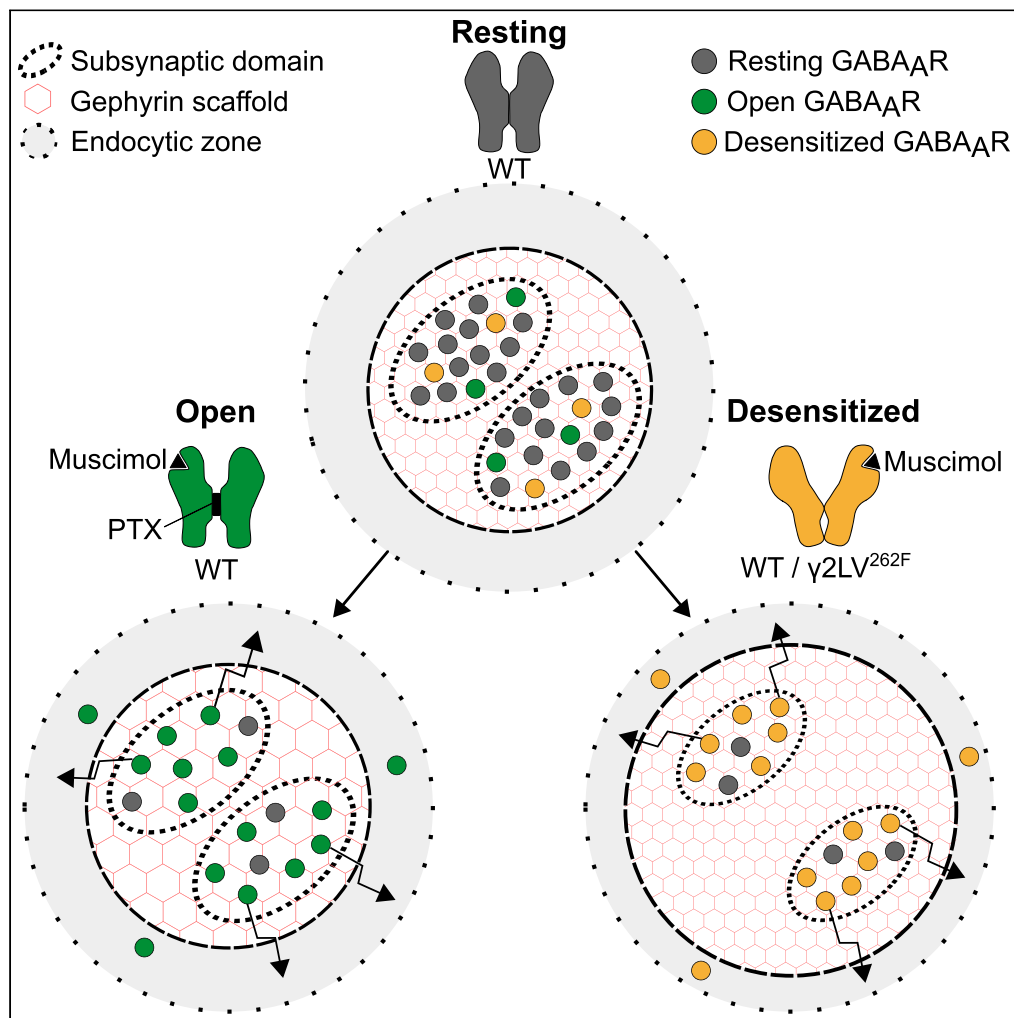 Resting
Subsynaptic domain
Gephyrin scaffold
Endocytic zone
WT
Resting GABAAR
Open GABAAR
Desensitized GABAAR
Open
Muscimol
PTX
WT
Desensitized
Muscimol
WT / γ2LV262F